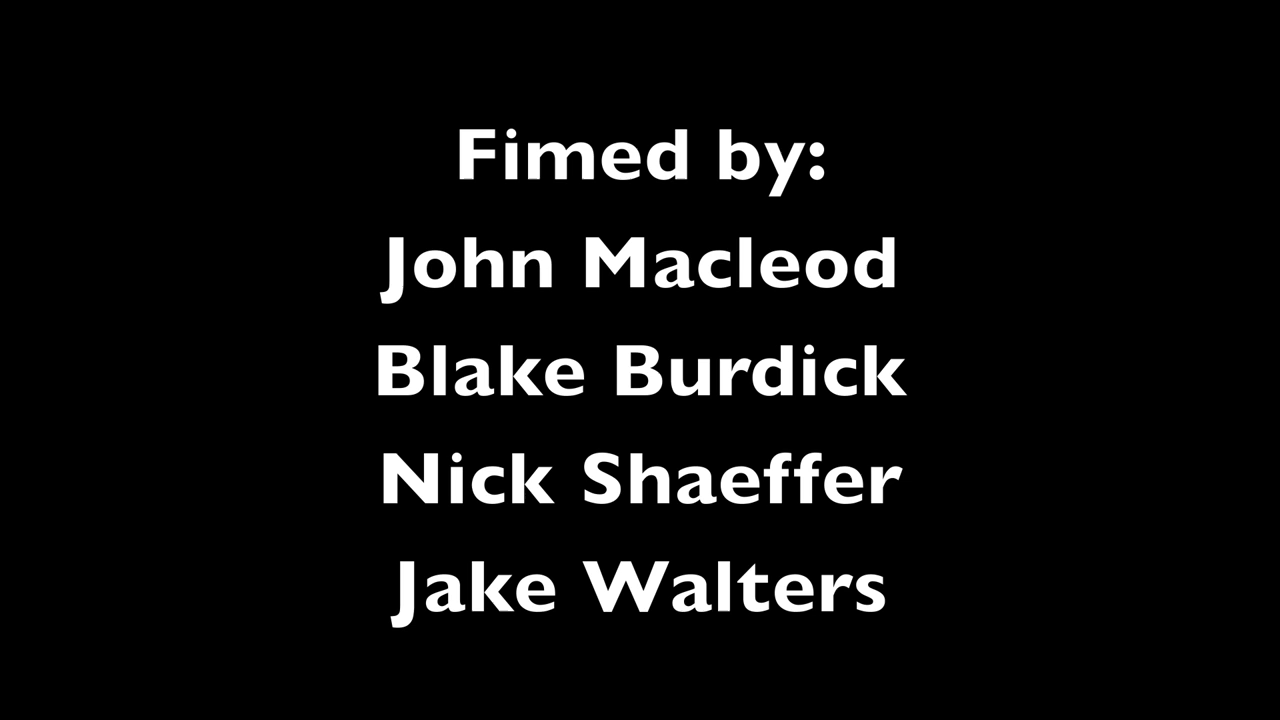 Fimed by:
John Macleod
Blake Burdick
Nick Shaeffer
Jake Walters